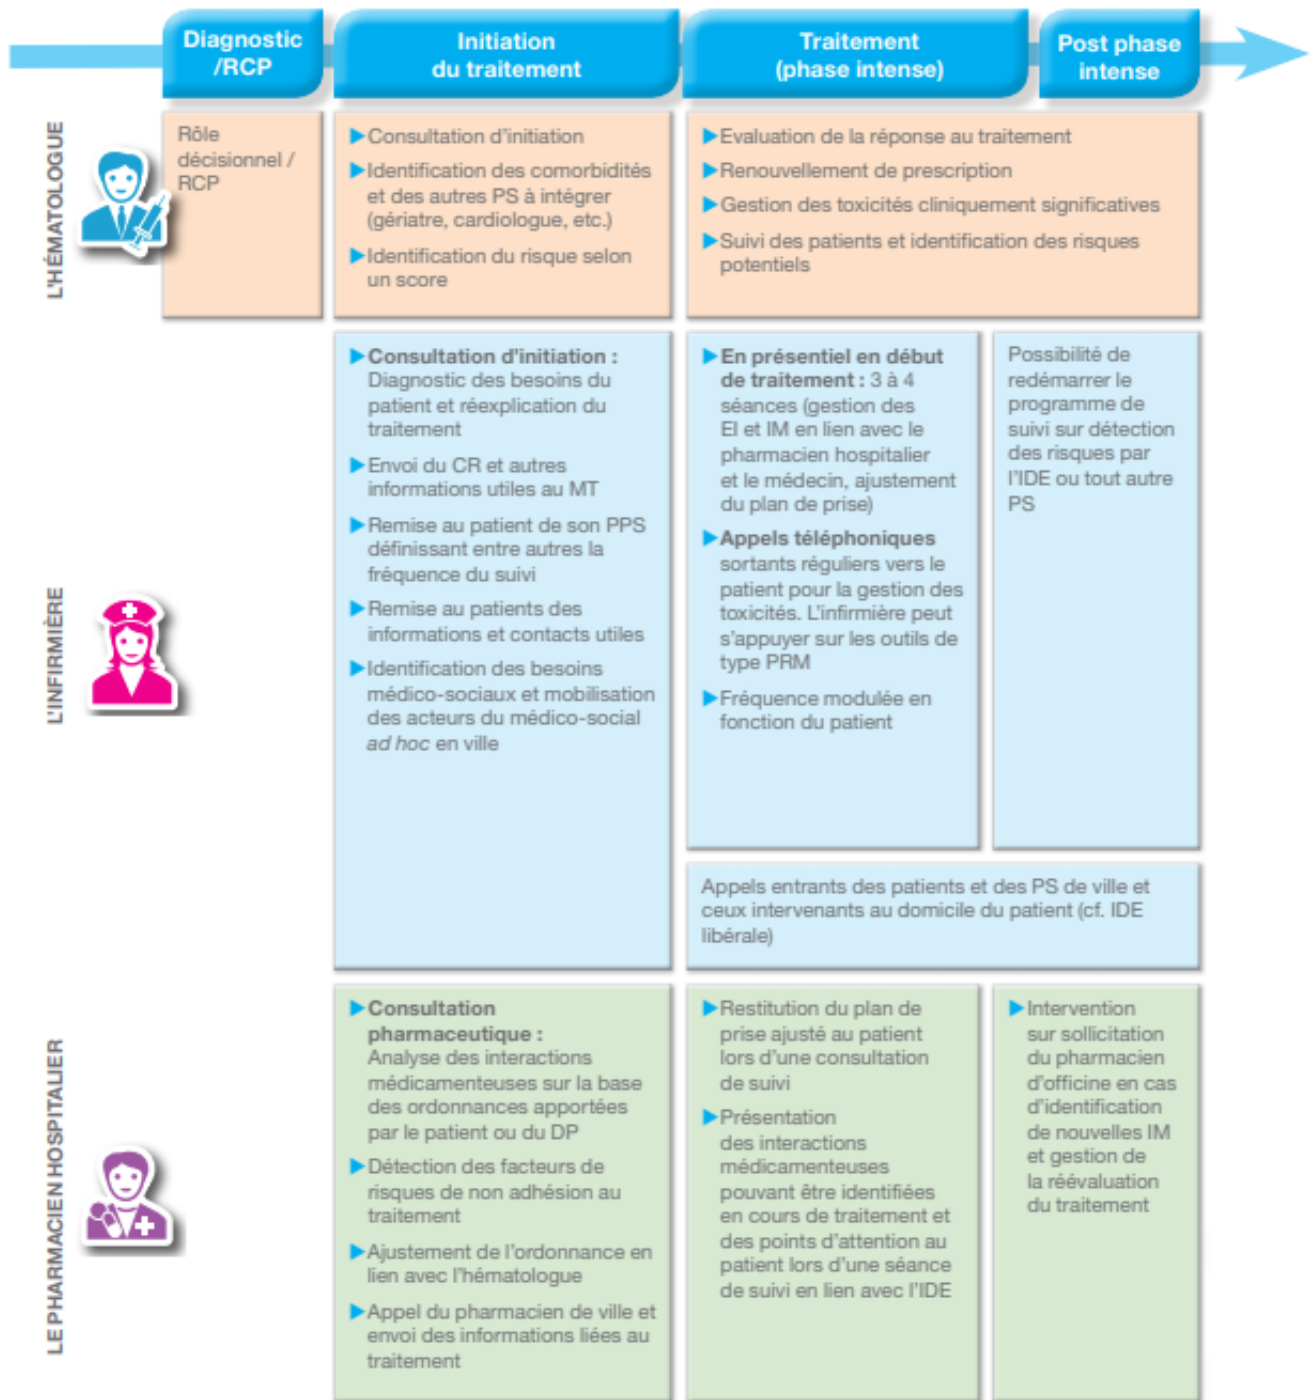 Diagnostic
/RCP
Initiation
du traitement
Traitement
(phase intense)
Post phase
intense
L'HÉMATOLOGUE
Rôle
décisionnel /
RCP
Consultation d'initiation
Identification des comorbidités
et des autres PS à intégrer
(gériatre, cardiologue, etc.)
Identification du risque selon
un score
Evaluation de la réponse au traitement
Renouvellement de prescription
Gestion des toxicités cliniquement significatives
Suivi des patients et identification des risques
potentiels
L'INFIRMIÈRE
Consultation d'initiation :
Diagnostic des besoins du
patient et réexplication du
traitement
Envoi du CR et autres
informations utiles au MT
Remise au patient de son PPS
définissant entre autres la
fréquence du suivi
Remise au patients des
informations et contacts utiles
Identification des besoins
médico-sociaux et mobilisation
des acteurs du médico-social
ad hoc en ville
En présentiel en début
de traitement : 3 à 4
séances (gestion des
EI et IM en lien avec le
pharmacien hospitalier
et le médecin, ajustement
du plan de prise)
Appels téléphoniques
sortants réguliers vers le
patient pour la gestion des
toxicités. L'infirmière peut
s'appuyer sur les outils de
type PRM
Fréquence modulée en
fonction du patient
Possibilité de
redémarrer le
programme de
suivi sur détection
des risques par
l'IDE ou tout autre
PS
Appels entrants des patients et des PS de ville et
ceux intervenants au domicile du patient (cf. IDE
libérale)
LE PHARMACIEN HOSPITALIER
Consultation
pharmaceutique :
Analyse des interactions
médicamenteuses sur la base
des ordonnances apportées
par le patient ou du DP
Détection des facteurs de
risques de non adhésion au
traitement
Ajustement de l'ordonnance en
lien avec l'hématologue
Appel du pharmacien de ville et
envoi des informations liées au
traitement
Restitution du plan de
prise ajusté au patient
lors d'une consultation
de suivi
Présentation
des interactions
médicamenteuses
pouvant être identifiées
en cours de traitement et
des points d'attention au
patient lors d'une séance
de suivi en lien avec l'IDE
Intervention
sur sollicitation
du pharmacien
d'officine en cas
d'identification
de nouvelles IM
et gestion de
la réévaluation
du traitement